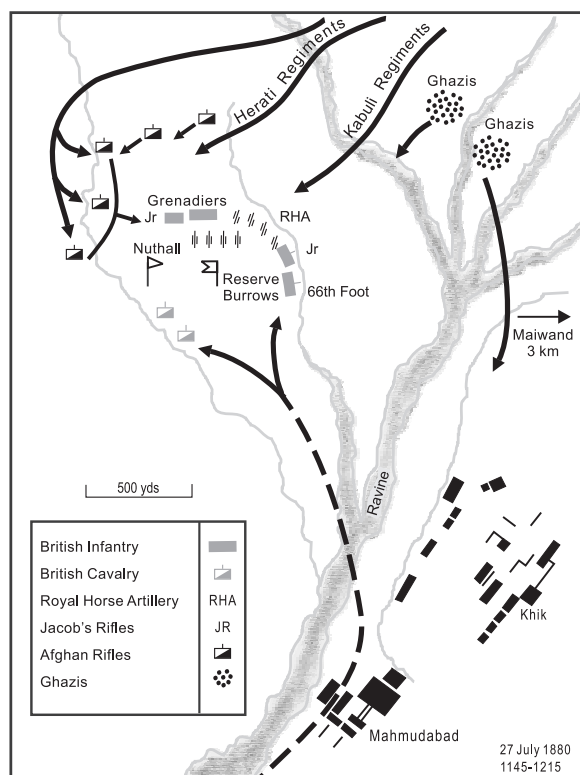 Herati Regiments
Kabuli Regiments
Ghazis
Ghazis
Grenadiers
Jr
RHA
Nuthall
Jr
Reserve
Burrows
66th Foot
Maiwand
3 km
500 yds
Ravine
British Infantry
British Cavalry
Royal Horse Artillery RHA
Jacob's Rifles JR
Afghan Rifles
Ghazis
Khik
Mahmudabad
27 July 1880
1145-1215